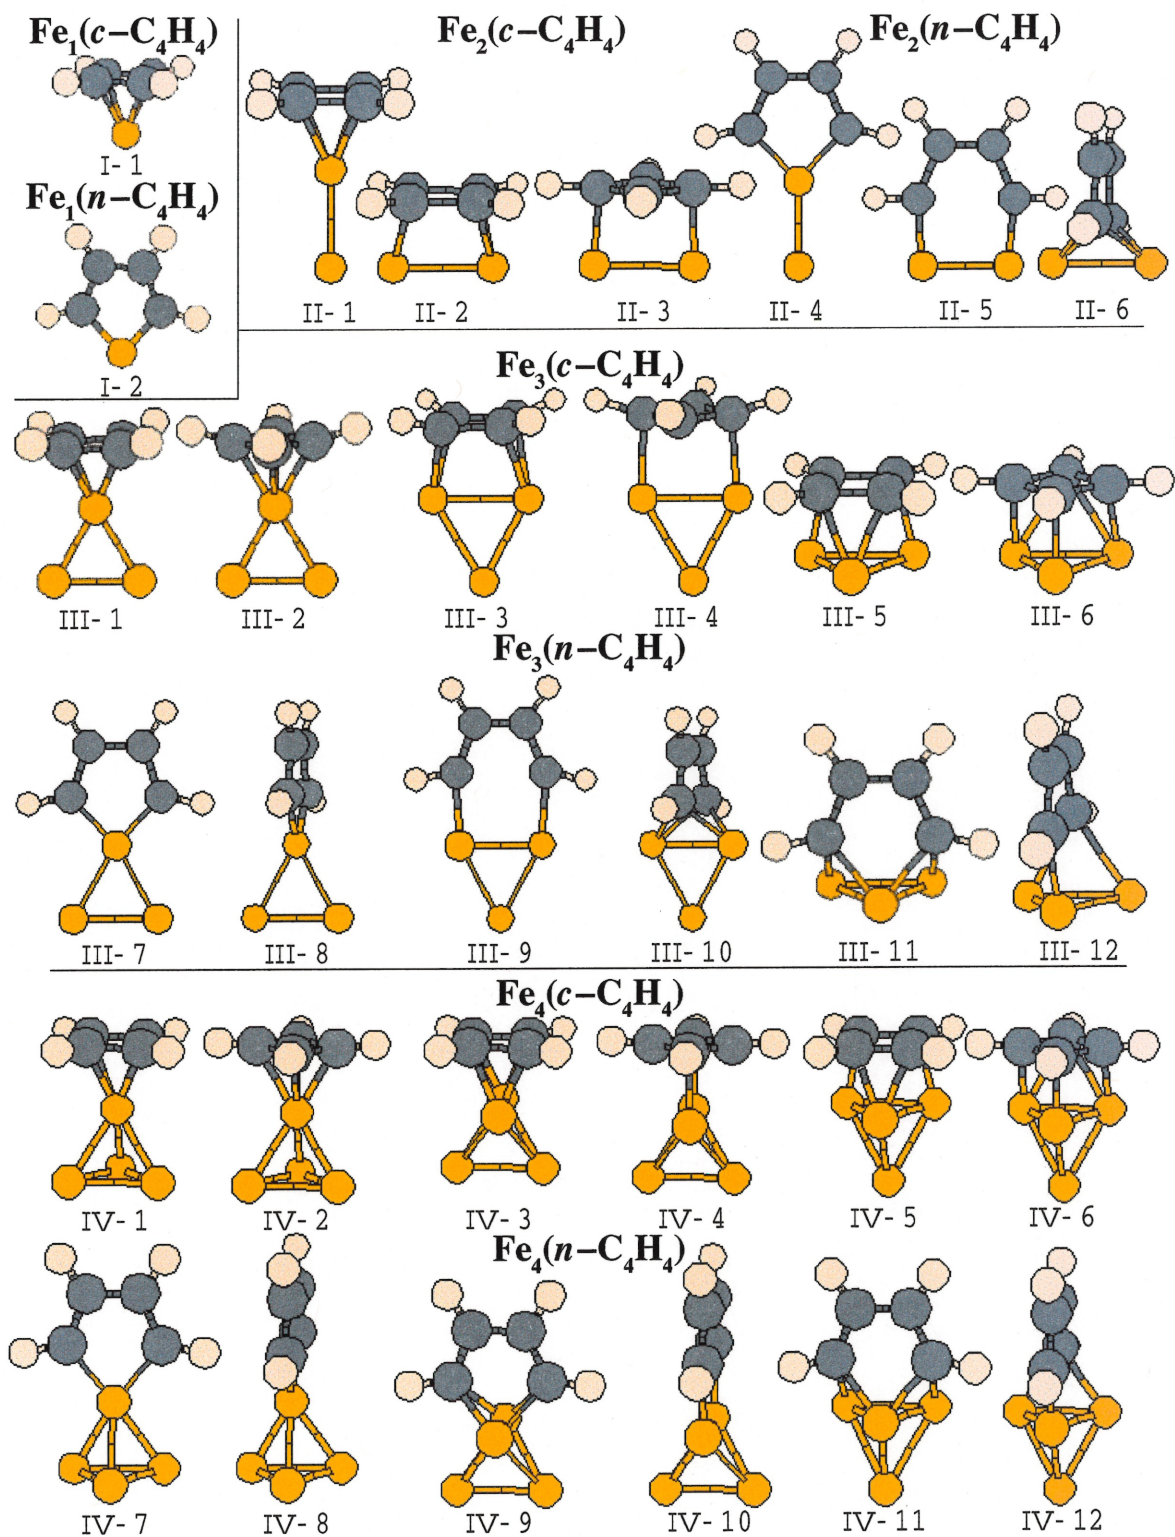 Fe₁(c–C₄H₄)
I-1
Fe₁(n–C₄H₄)
I-2
Fe₂(c–C₄H₄)
Fe₂(n–C₄H₄)
II-1 II-2 II-3 II-4 II-5 II-6
Fe₃(c–C₄H₄)
III-1 III-2 III-3 III-4 III-5 III-6
Fe₃(n–C₄H₄)
III-7 III-8 III-9 III-10 III-11 III-12
Fe₄(c–C₄H₄)
IV-1 IV-2 IV-3 IV-4 IV-5 IV-6
Fe₄(n–C₄H₄)
IV-7 IV-8 IV-9 IV-10 IV-11 IV-12